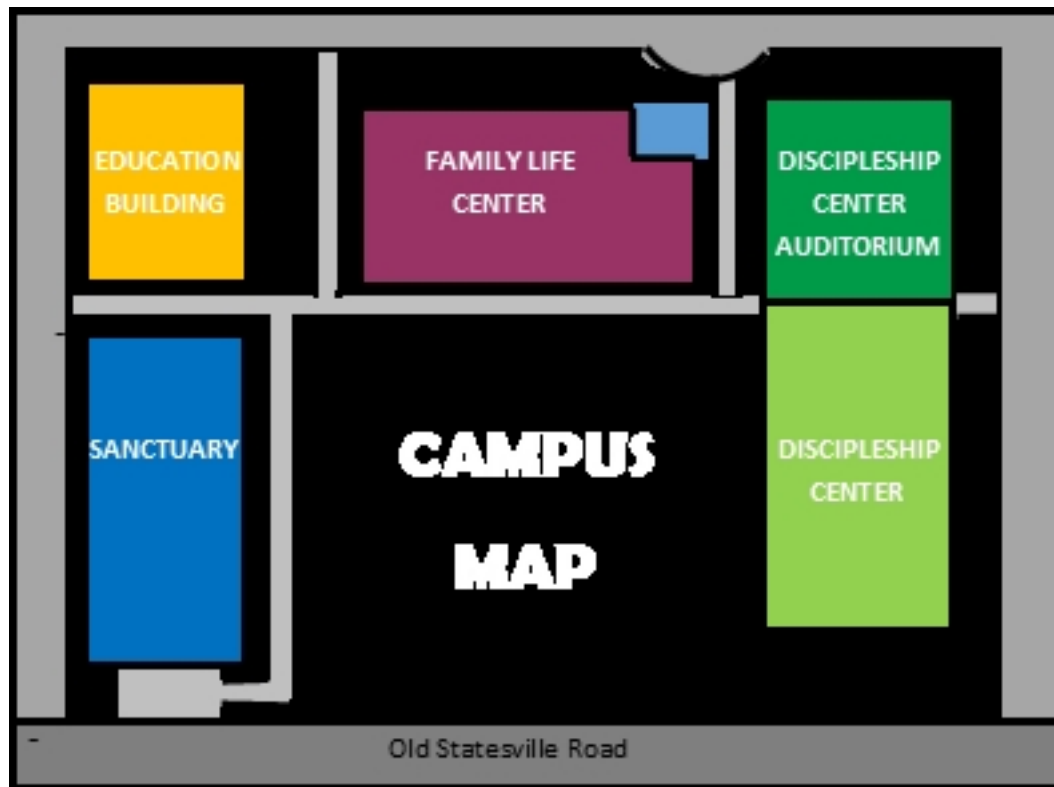 EDUCATION
BUILDING
FAMILY LIFE
CENTER
DISCIPLESHIP
CENTER
AUDITORIUM
SANCTUARY
CAMPUS
MAP
DISCIPLESHIP
CENTER
Old Statesville Road